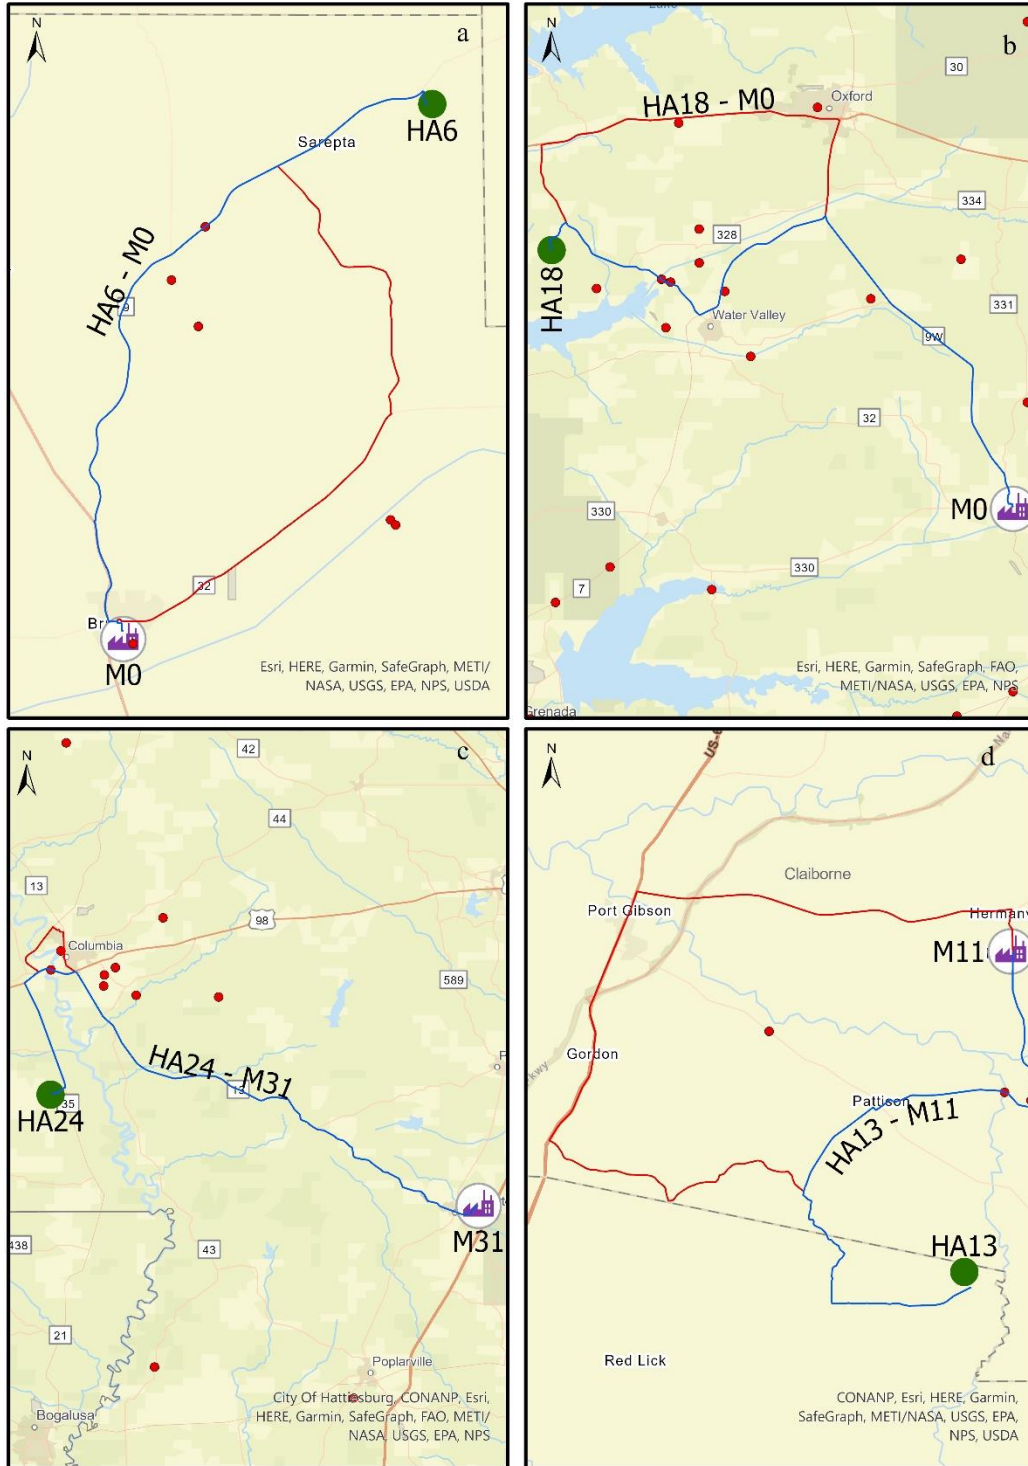 N
a
HA6
Sarepta
HA6 - M0
9
32
Br
M0
Esri, HERE, Garmin, SafeGraph, METI/
NASA, USGS, EPA, NPS, USDA
N
b
30
HA18 - M0
Oxford
334
328
HA18
331
Water Valley
9W
32
M0
330
330
7
Esri, HERE, Garmin, SafeGraph, FAO,
METI/NASA, USGS, EPA, NPS
Grenada
N
c
42
44
13
98
Columbia
589
HA24 - M31
13
35
HA24
M31
438
43
21
Poplarville
City Of Hattiesburg, CONANP, Esri,
HERE, Garmin, SafeGraph, FAO, METI/
NASA, USGS, EPA, NPS
Bogalusa
N
US-6
d
Claiborne
Port Gibson
Hermanv
M11
Gordon
Pattison
HA13 - M11
HA13
Red Lick
CONANP, Esri, HERE, Garmin,
SafeGraph, METI/NASA, USGS, EPA,
NPS, USDA